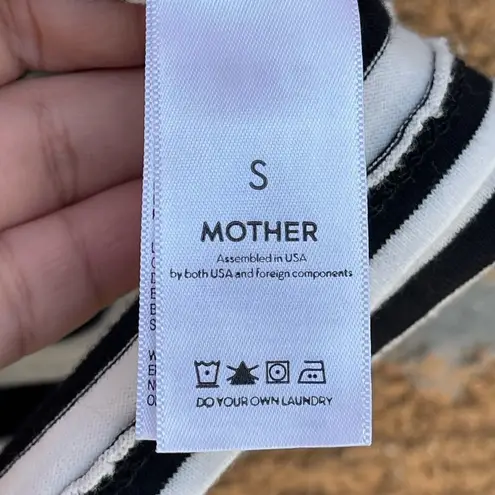 S
MOTHER
Assembled in USA
by both USA and foreign components
DO YOUR OWN LAUNDRY